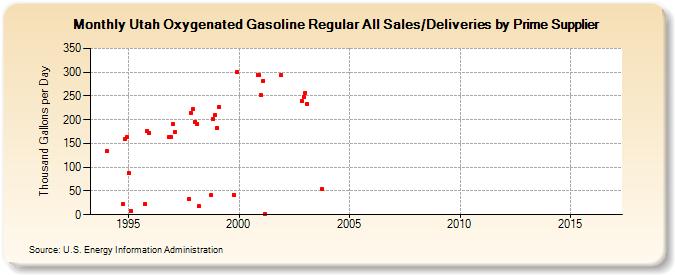 Monthly Utah Oxygenated Gasoline Regular All Sales/Deliveries by Prime Supplier
Thousand Gallons per Day
350
300
250
200
150
100
50
0
1995 2000 2005 2010 2015
Source: U.S. Energy Information Administration